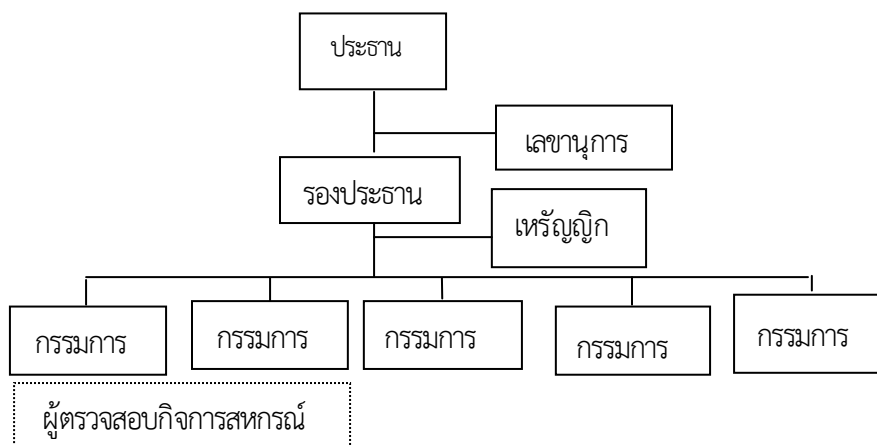 ประธาน
เลขานุการ
รองประธาน
เหรัญญิก
กรรมการ
กรรมการ
กรรมการ
กรรมการ
กรรมการ
ผู้ตรวจสอบกิจการสหกรณ์